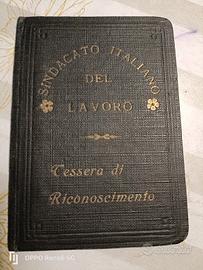 SINDACATO ITALIANO
DEL
LAVORO
Tessera di
Riconoscimento
OPPO Reno8 5G